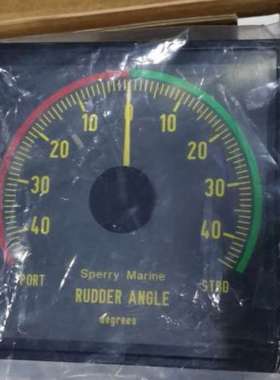 10 0 10
20 20
30 30
40 40
PORT Sperry Marine STBD
RUDDER ANGLE
degrees